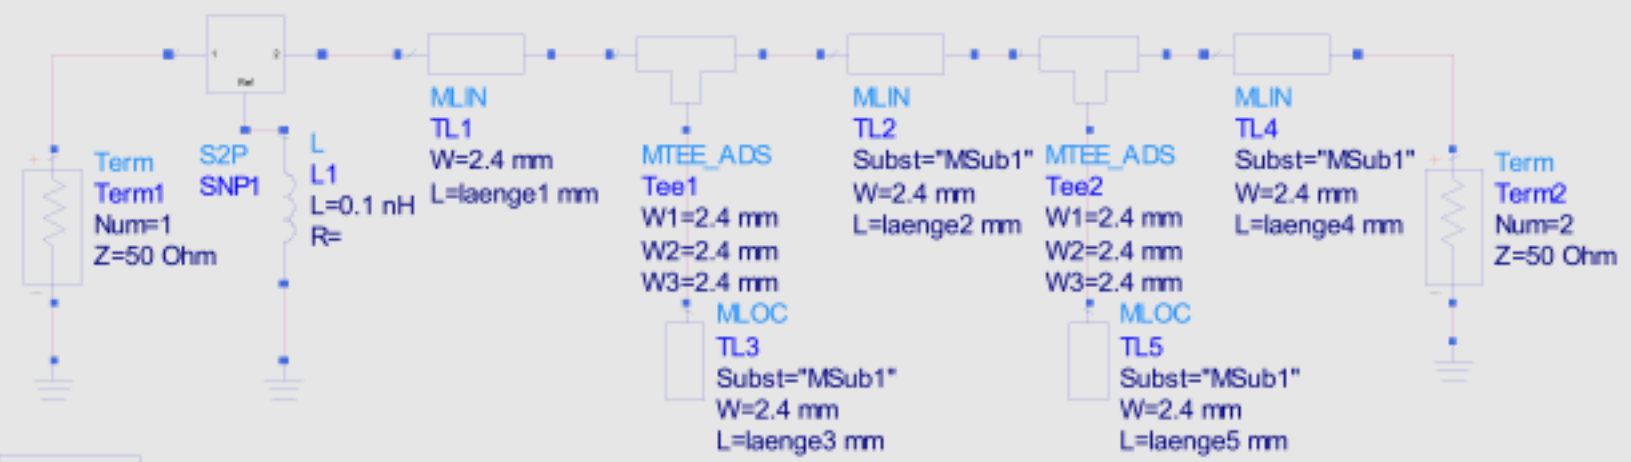 1
2
Ref
Term
Term1
Num=1
Z=50 Ohm
S2P
SNP1
L
L1
L=0.1 nH
R=
MLIN
TL1
W=2.4 mm
L=laenge1 mm
MTEE_ADS
Tee1
W1=2.4 mm
W2=2.4 mm
W3=2.4 mm
MLOC
TL3
Subst="MSub1"
W=2.4 mm
L=laenge3 mm
MLIN
TL2
Subst="MSub1"
W=2.4 mm
L=laenge2 mm
MTEE_ADS
Tee2
W1=2.4 mm
W2=2.4 mm
W3=2.4 mm
MLOC
TL5
Subst="MSub1"
W=2.4 mm
L=laenge5 mm
MLIN
TL4
Subst="MSub1"
W=2.4 mm
L=laenge4 mm
Term
Term2
Num=2
Z=50 Ohm